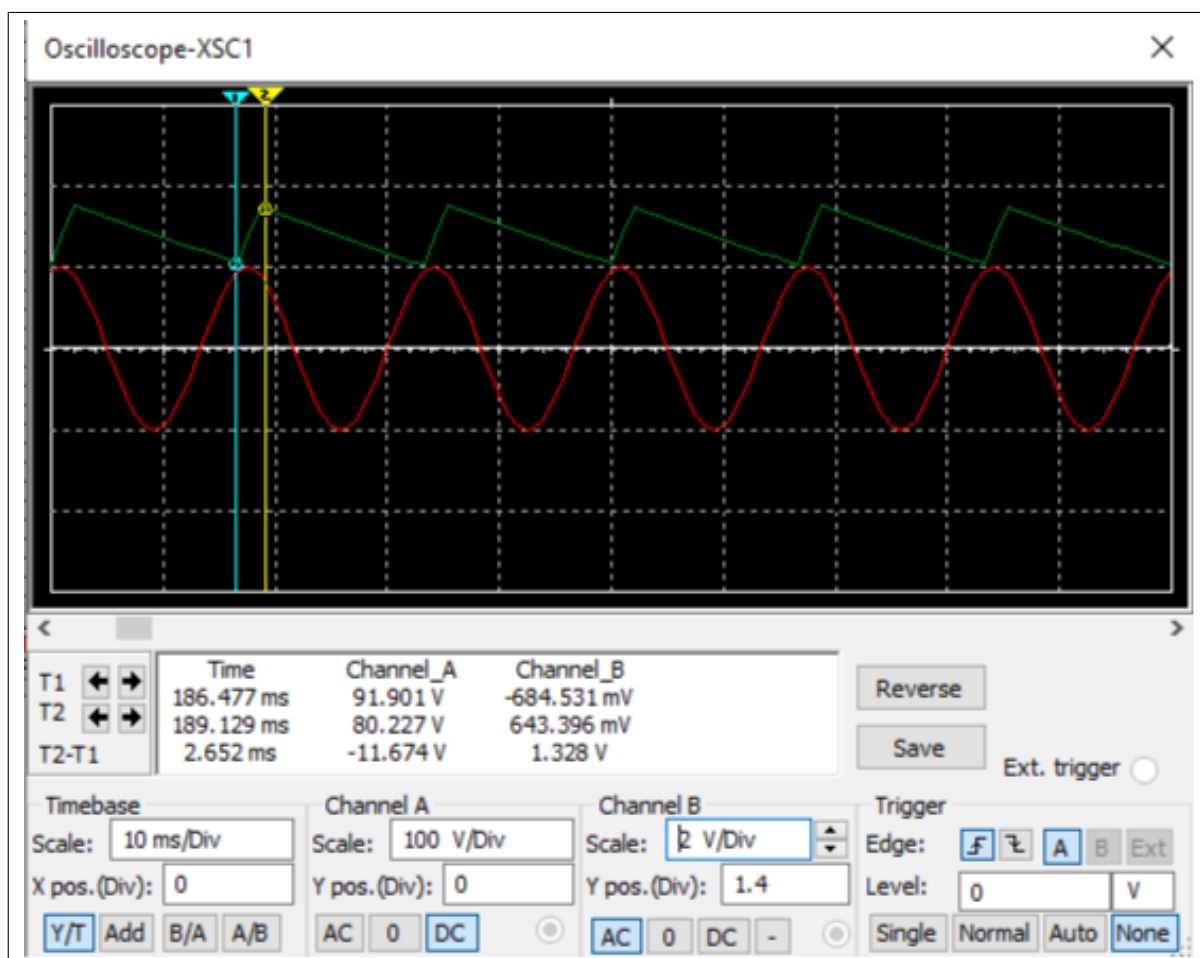 Oscilloscope-XSC1
1 2
Time Channel_A Channel_B
T1 186.477 ms 91.901 V -684.531 mV
T2 189.129 ms 80.227 V 643.396 mV
T2-T1 2.652 ms -11.674 V 1.328 V
Reverse
Save
Ext. trigger
Timebase Channel A Channel B Trigger
Scale: 10 ms/Div Scale: 100 V/Div Scale: 2 V/Div Edge: A B Ext
X pos.(Div): 0 Y pos.(Div): 0 Y pos.(Div): 1.4 Level: 0 V
Y/T Add B/A A/B AC 0 DC AC 0 DC - Single Normal Auto None